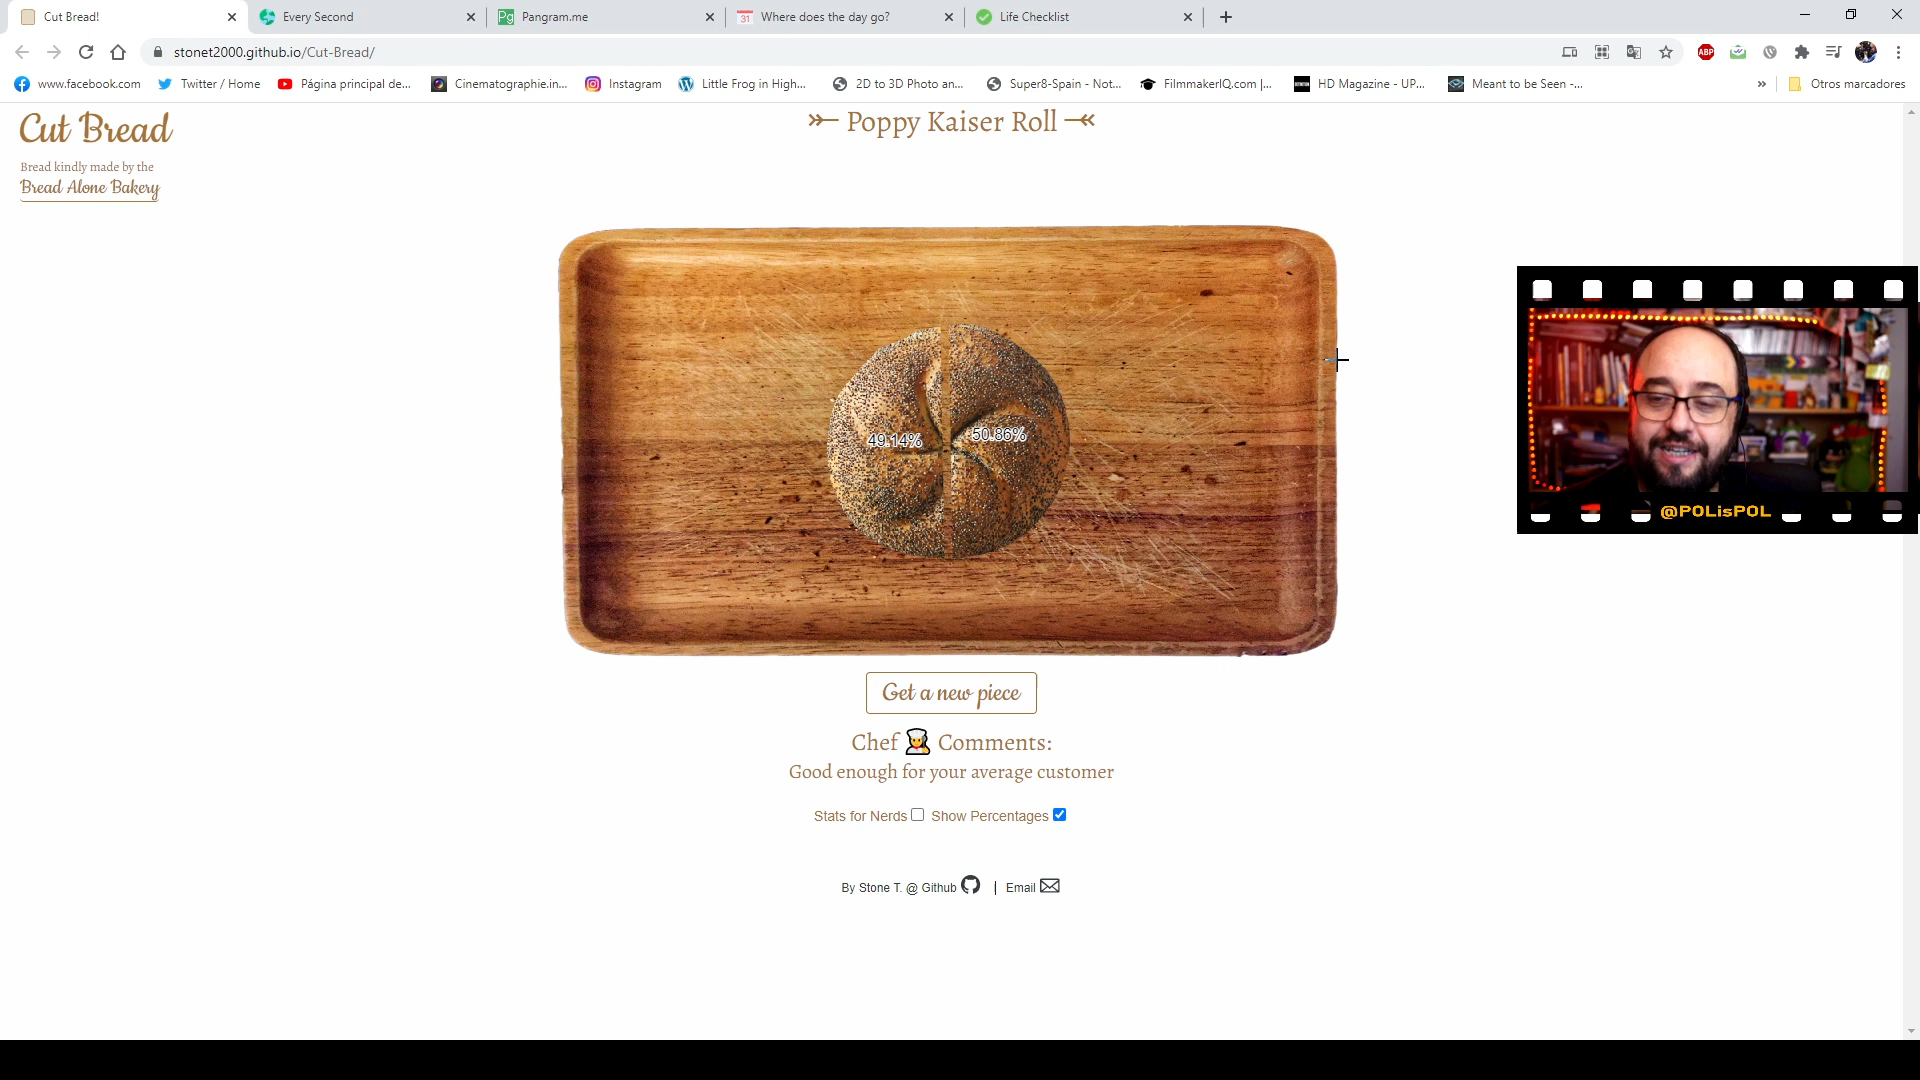 Cut Bread!
Every Second
Pg
Pangram.me
31
Where does the day go?
Life Checklist
stonet2000.github.io/Cut-Bread/
ABP
www.facebook.com
Twitter / Home
Página principal de...
Cinematographie.in...
Instagram
Little Frog in High...
2D to 3D Photo an...
Super8-Spain - Not...
FilmmakerIQ.com |...
HD Magazine - UP...
Meant to be Seen -...
Otros marcadores
Cut Bread
Bread kindly made by the
Bread Alone Bakery
Poppy Kaiser Roll
49.14%
50.86%
@POLisPOL
Get a new piece
Chef Comments:
Good enough for your average customer
Stats for Nerds Show Percentages
By Stone T. @ Github | Email